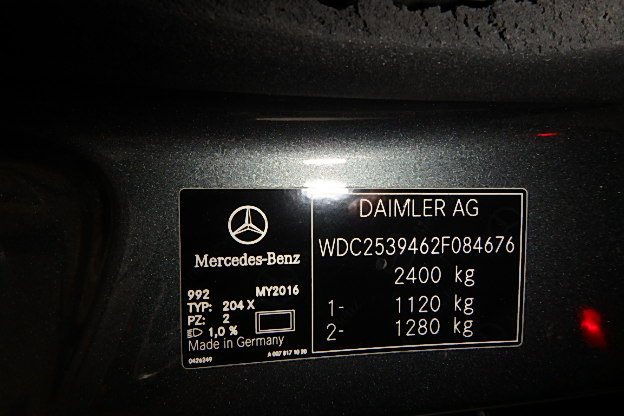 Mercedes-Benz
992 MY2016
TYP: 204 X
PZ: 2
1,0 %
Made in Germany
0426249
DAIMLER AG
WDC2539462F084676
2400 kg
1- 1120 kg
2- 1280 kg